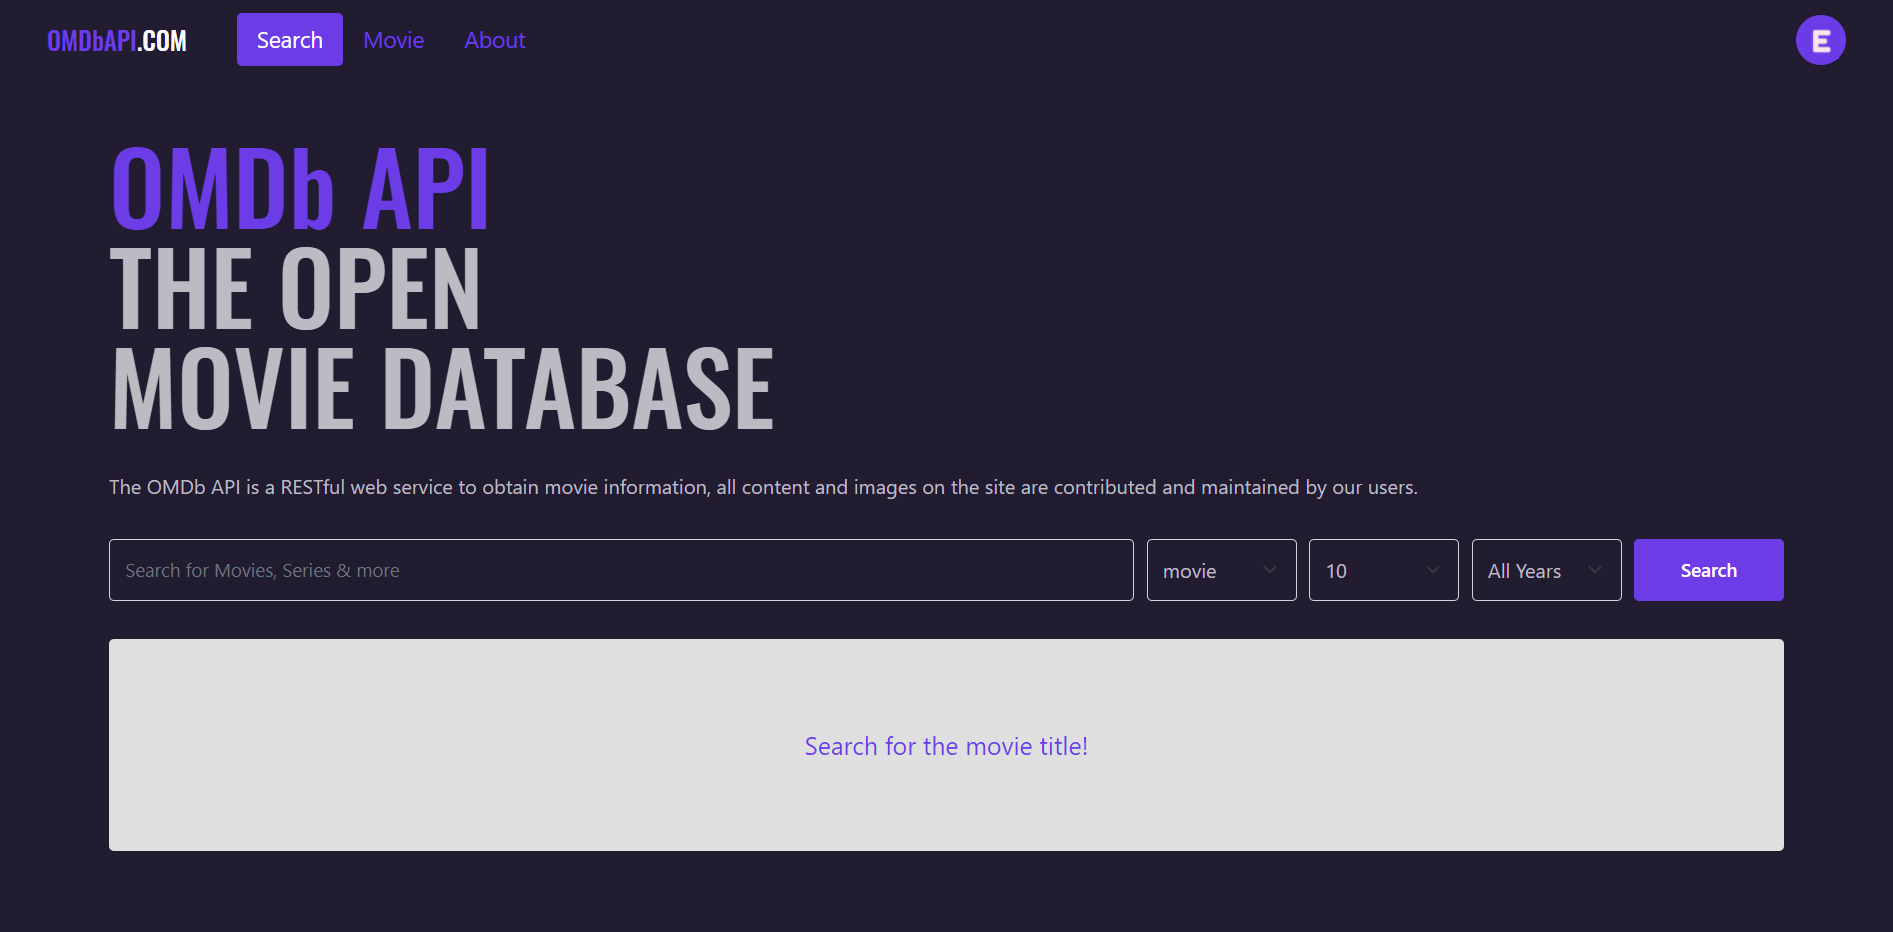 OMDbAPI.COM Search Movie About E
OMDb API
THE OPEN
MOVIE DATABASE
The OMDb API is a RESTful web service to obtain movie information, all content and images on the site are contributed and maintained by our users.
Search for Movies, Series & more movie 10 All Years Search
Search for the movie title!